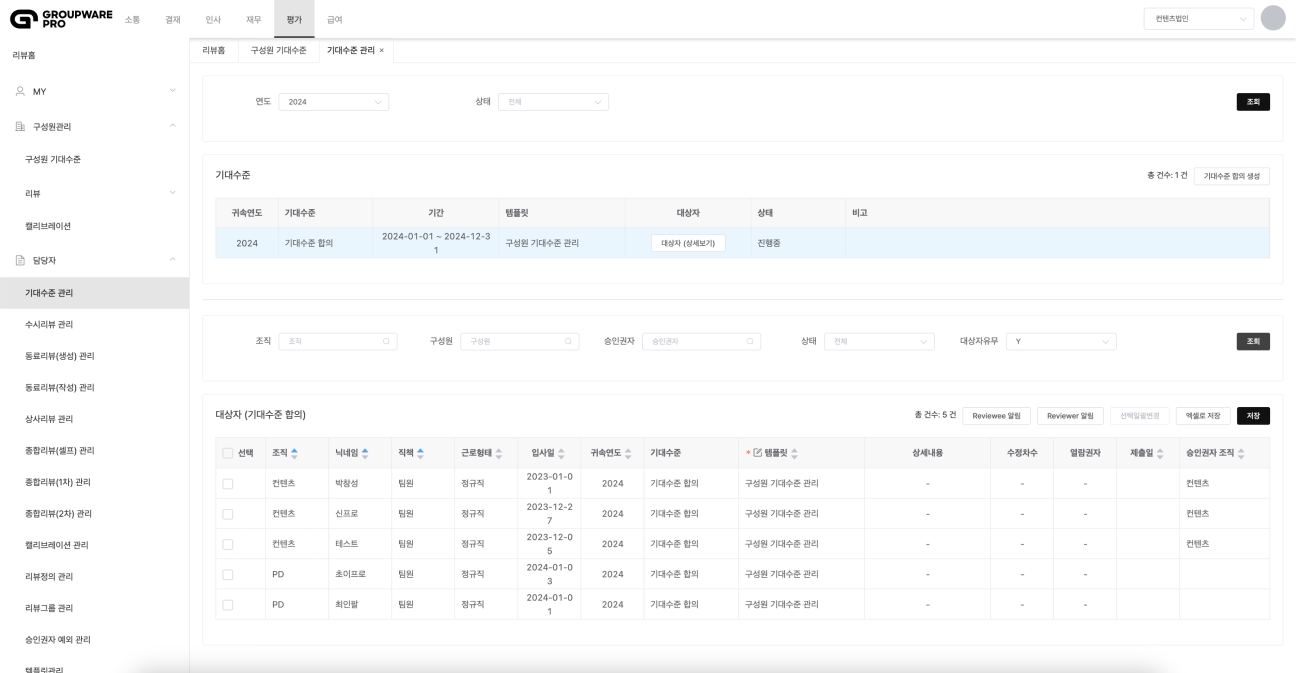 GROUPWARE PRO
소통 결재 인사 재무 평가 급여
컨텐츠법인
리뷰홈 구성원 기대수준 기대수준 관리 ×
리뷰홈
MY
구성원관리
구성원 기대수준
리뷰
캘리브레이션
담당자
기대수준 관리
수시리뷰 관리
동료리뷰(생성) 관리
동료리뷰(작성) 관리
상사리뷰 관리
종합리뷰(셀프) 관리
종합리뷰(1차) 관리
종합리뷰(2차) 관리
캘리브레이션 관리
리뷰정의 관리
리뷰그룹 관리
승인권자 예외 관리
템플릿관리
연도 2024 상태 전체 조회
기대수준 총 건수: 1 건 기대수준 합의 생성
귀속연도 기대수준 기간 템플릿 대상자 상태 비고
2024 기대수준 합의 2024-01-01 ~ 2024-12-31 구성원 기대수준 관리 대상자 (상세보기) 진행중
조직 조직 구성원 구성원 승인권자 승인권자 상태 전체 대상자유무 Y 조회
대상자 (기대수준 합의) 총 건수: 5 건 Reviewee 알림 Reviewer 알림 선택일괄변경 엑셀로 저장 저장
선택 조직 닉네임 직책 근로형태 입사일 귀속연도 기대수준 * 템플릿 상세내용 수정차수 열람권자 제출일 승인권자 조직
컨텐츠 박창성 팀원 정규직 2023-01-01 2024 기대수준 합의 구성원 기대수준 관리 - - - 컨텐츠
컨텐츠 신프로 팀원 정규직 2023-12-27 2024 기대수준 합의 구성원 기대수준 관리 - - - 컨텐츠
컨텐츠 테스트 팀원 정규직 2023-12-05 2024 기대수준 합의 구성원 기대수준 관리 - - - 컨텐츠
PD 초이프로 팀원 정규직 2024-01-03 2024 기대수준 합의 구성원 기대수준 관리 - - -
PD 최인팔 팀원 정규직 2024-01-01 2024 기대수준 합의 구성원 기대수준 관리 - - -